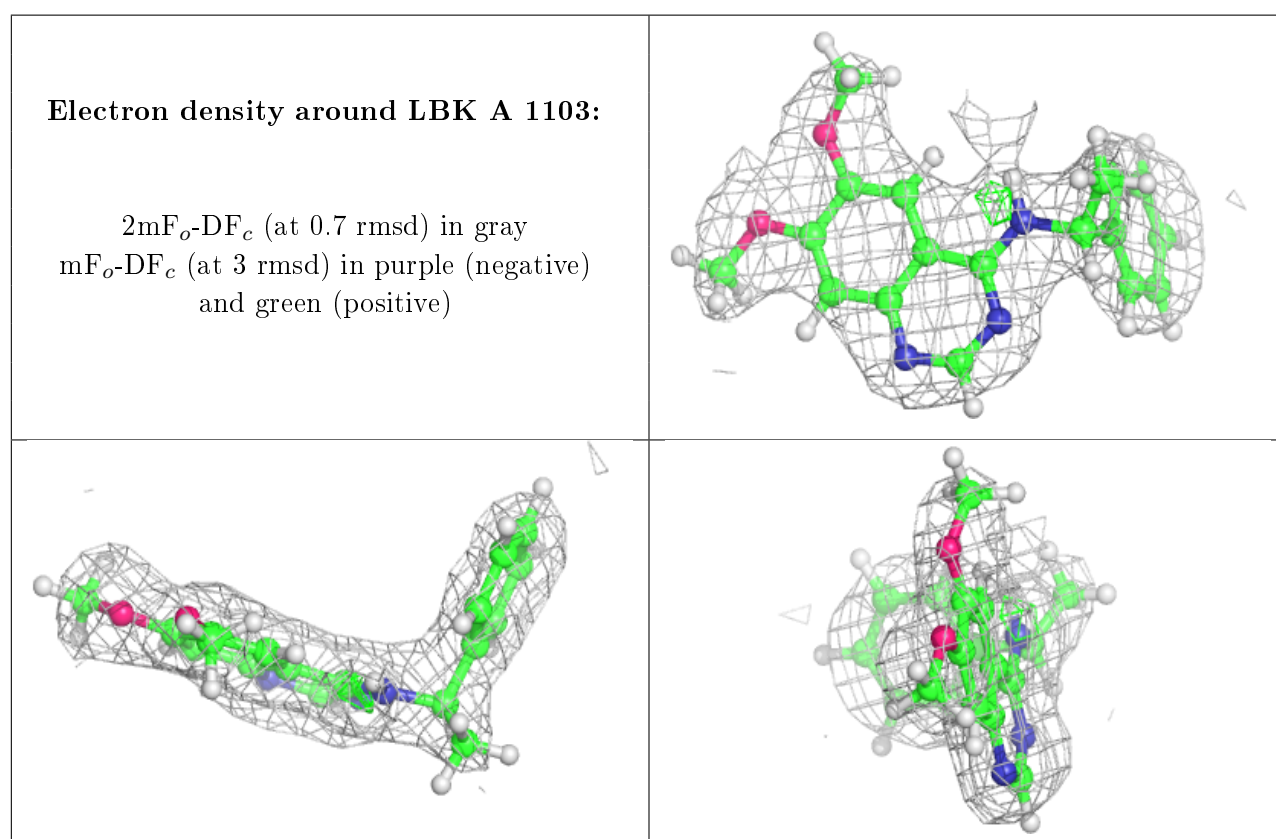 Electron density around LBK A 1103:
2mFo-DFc (at 0.7 rmsd) in gray
mFo-DFc (at 3 rmsd) in purple (negative)
and green (positive)